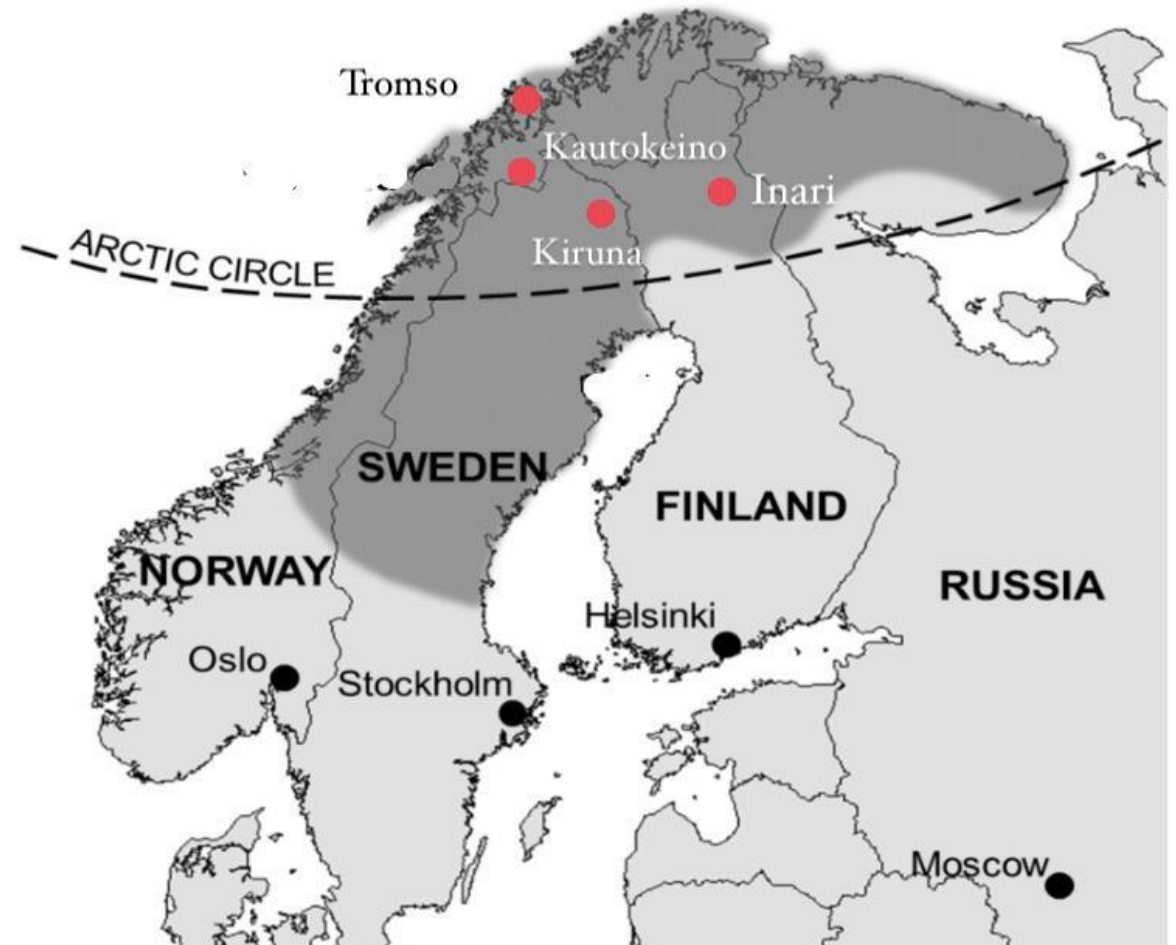 Tromso
Kautokeino
Inari
Kiruna
ARCTIC CIRCLE
SWEDEN
FINLAND
NORWAY
RUSSIA
Helsinki
Oslo
Stockholm
Moscow